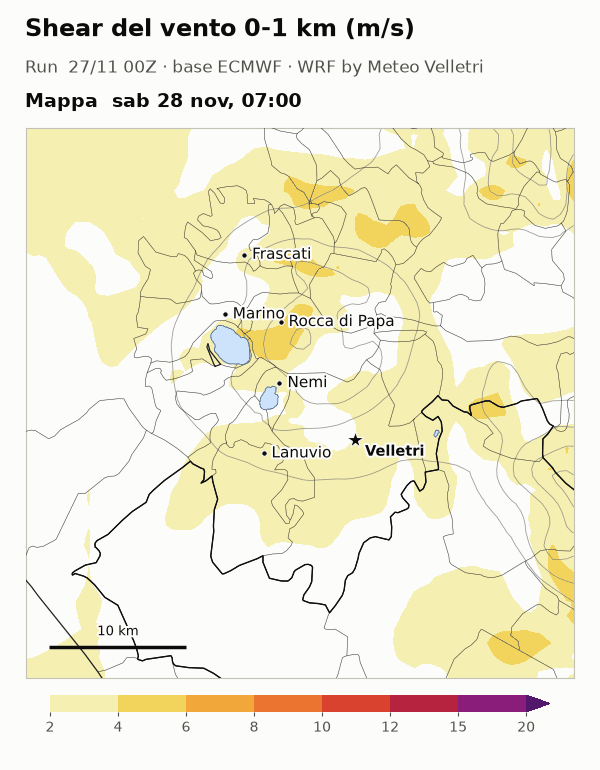 Shear del vento 0-1 km (m/s)
Run  27/11 00Z · base ECMWF · WRF by Meteo Velletri
Mappa  sab 28 nov, 07:00
Frascati
Marino
Rocca di Papa
Nemi
Velletri
Lanuvio
10 km
2 4 6 8 10 12 15 20